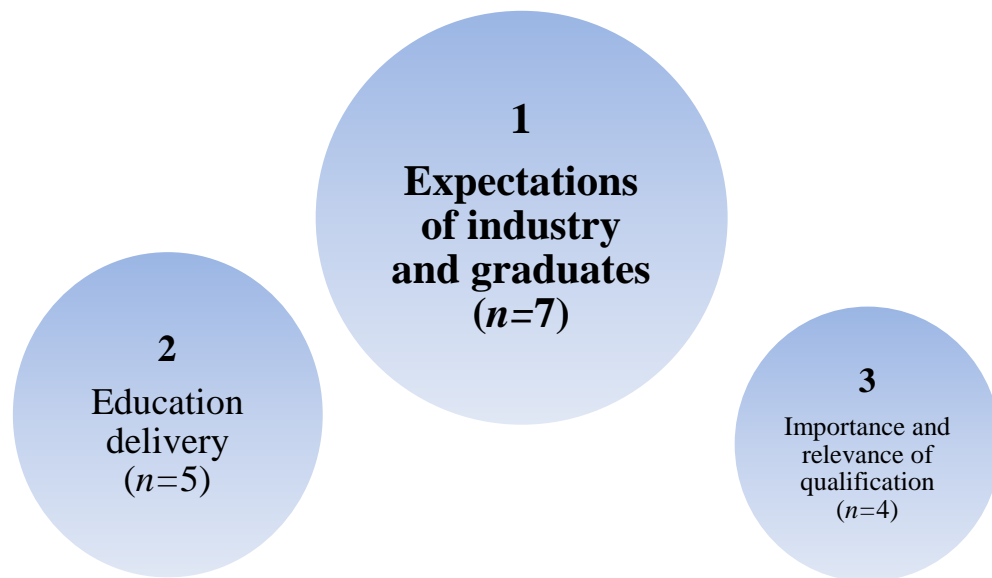 1
Expectations
of industry
and graduates
(n=7)
2
Education
delivery
(n=5)
3
Importance and
relevance of
qualification
(n=4)